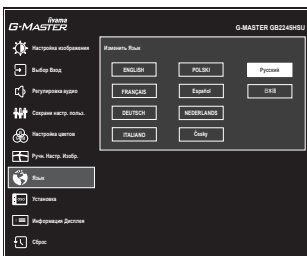 iiyama
G-MASTER
G-MASTER GB2245HSU
Настройка изображения
Изменить Язык
Выбор Вход
ENGLISH
POLSKI
Русский
Регулировка аудио
FRANÇAIS
Español
日本語
Сохрани настр. польз.
DEUTSCH
NEDERLANDS
Настройка цветов
ITALIANO
Česky
Ручн. Настр. Изобр.
Язык
Установка
Информация Дисплея
Сброс